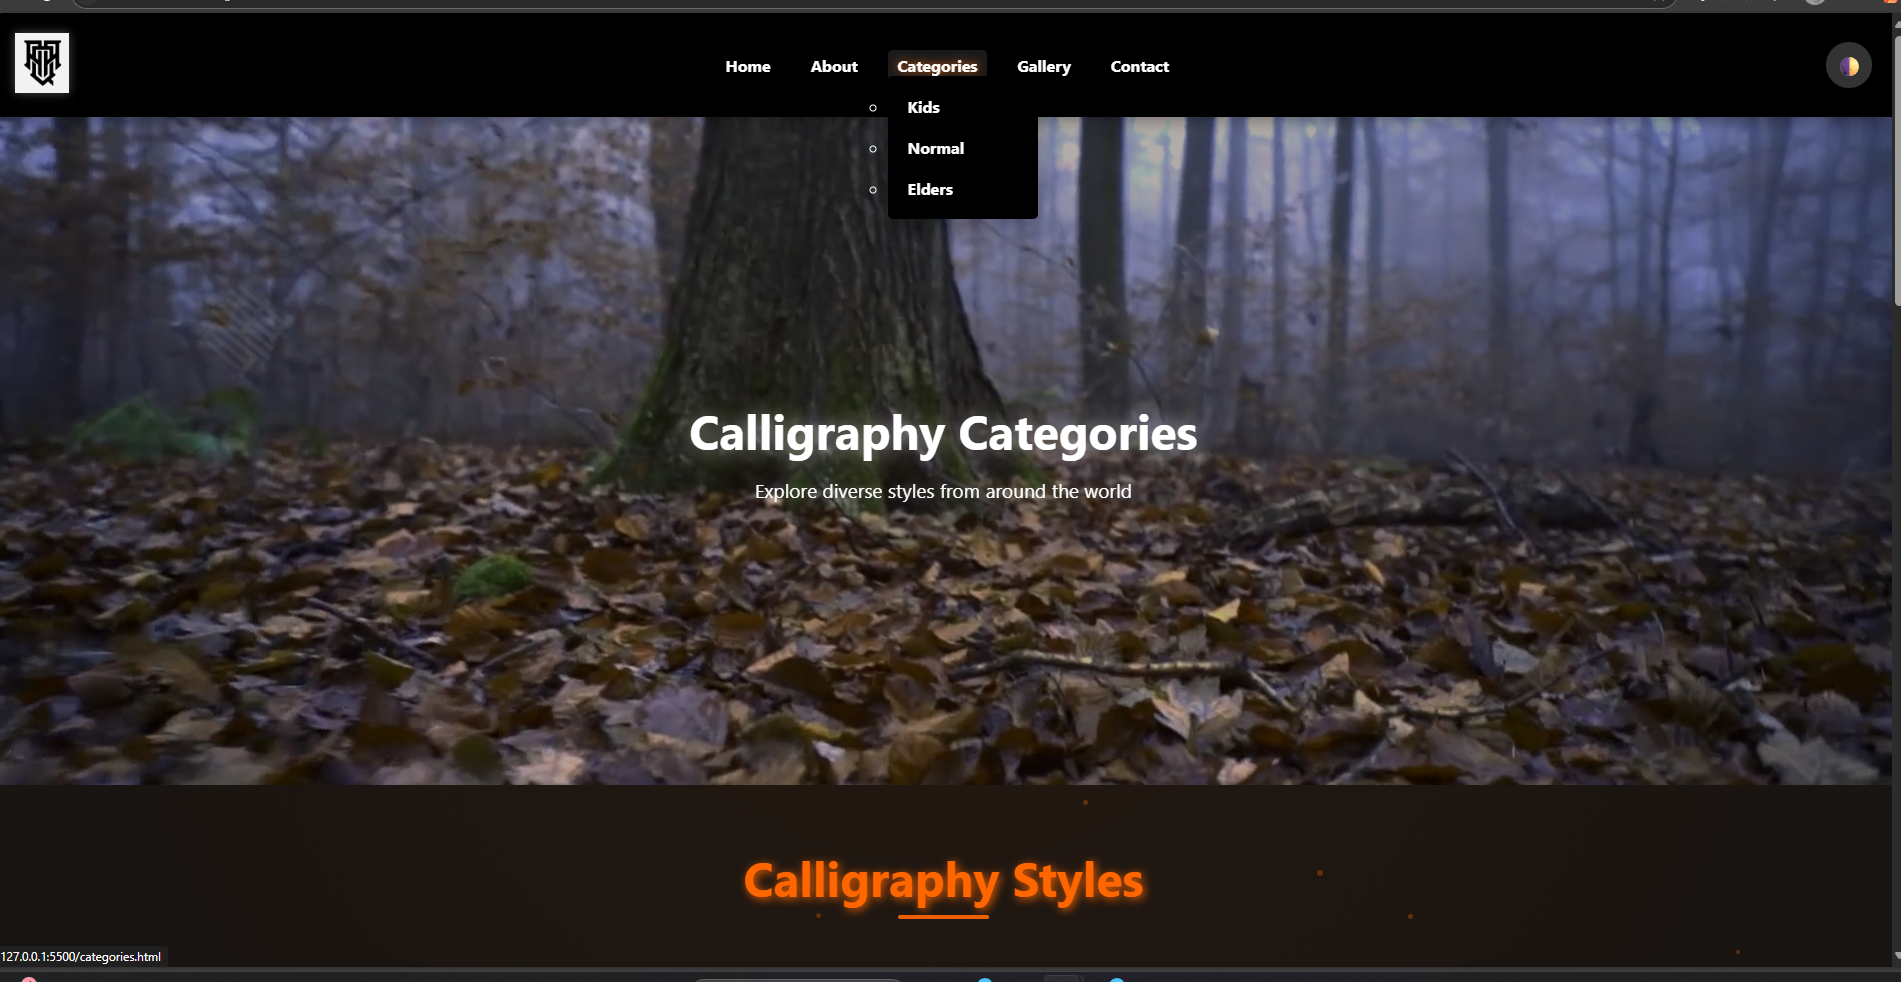 Home About Categories Gallery Contact
Kids
Normal
Elders
Calligraphy Categories
Explore diverse styles from around the world
Calligraphy Styles
127.0.0.1:5500/categories.html